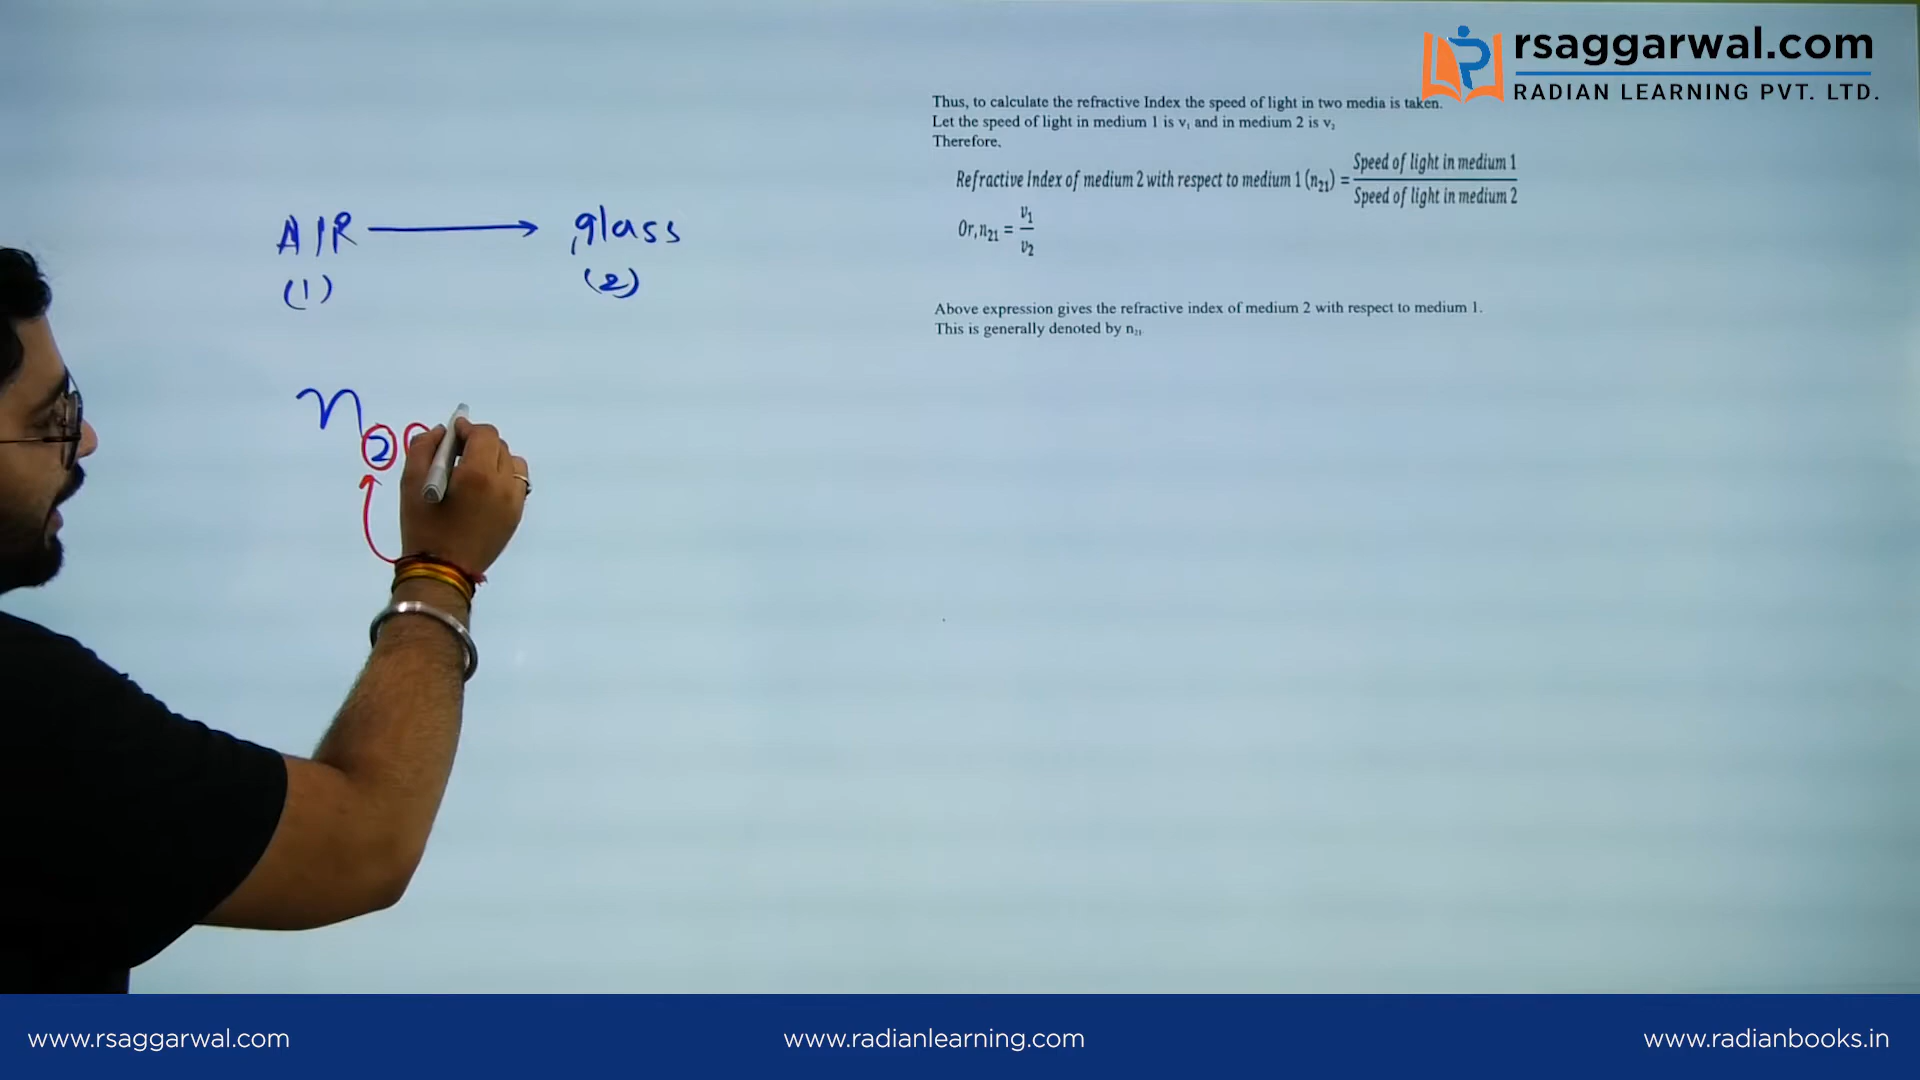 rsaggarwal.com
RADIAN LEARNING PVT. LTD.
Thus, to calculate the refractive Index the speed of light in two media is taken.
Let the speed of light in medium 1 is v₁ and in medium 2 is v₂
Therefore,
Refractive Index of medium 2 with respect to medium 1 (n₂₁) = Speed of light in medium 1 / Speed of light in medium 2
Or, n₂₁ = v₁ / v₂
Above expression gives the refractive index of medium 2 with respect to medium 1.
This is generally denoted by n₂₁
AIR → glass
(1) (2)
n₂
www.rsaggarwal.com www.radianlearning.com www.radianbooks.in